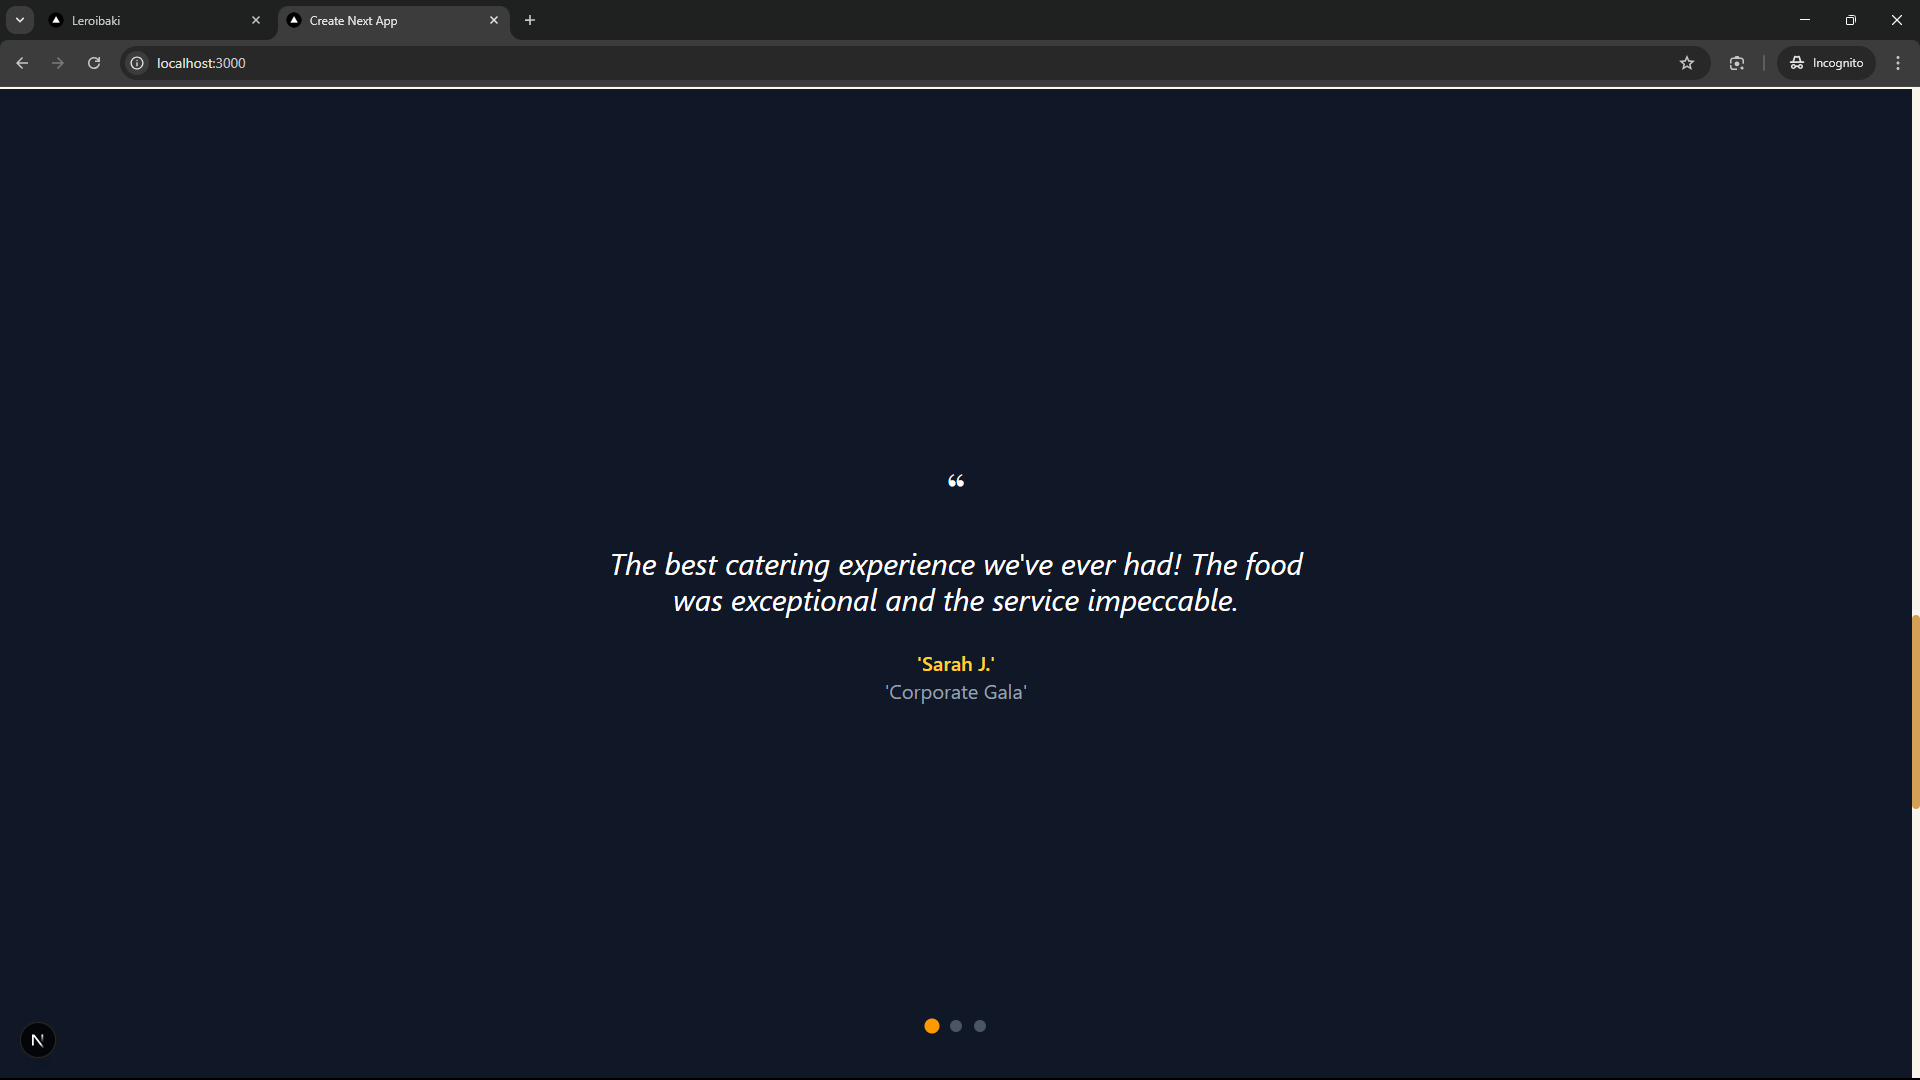 Leroibaki
Create Next App
localhost:3000
Incognito
“
The best catering experience we've ever had! The food
was exceptional and the service impeccable.
'Sarah J.'
'Corporate Gala'
N